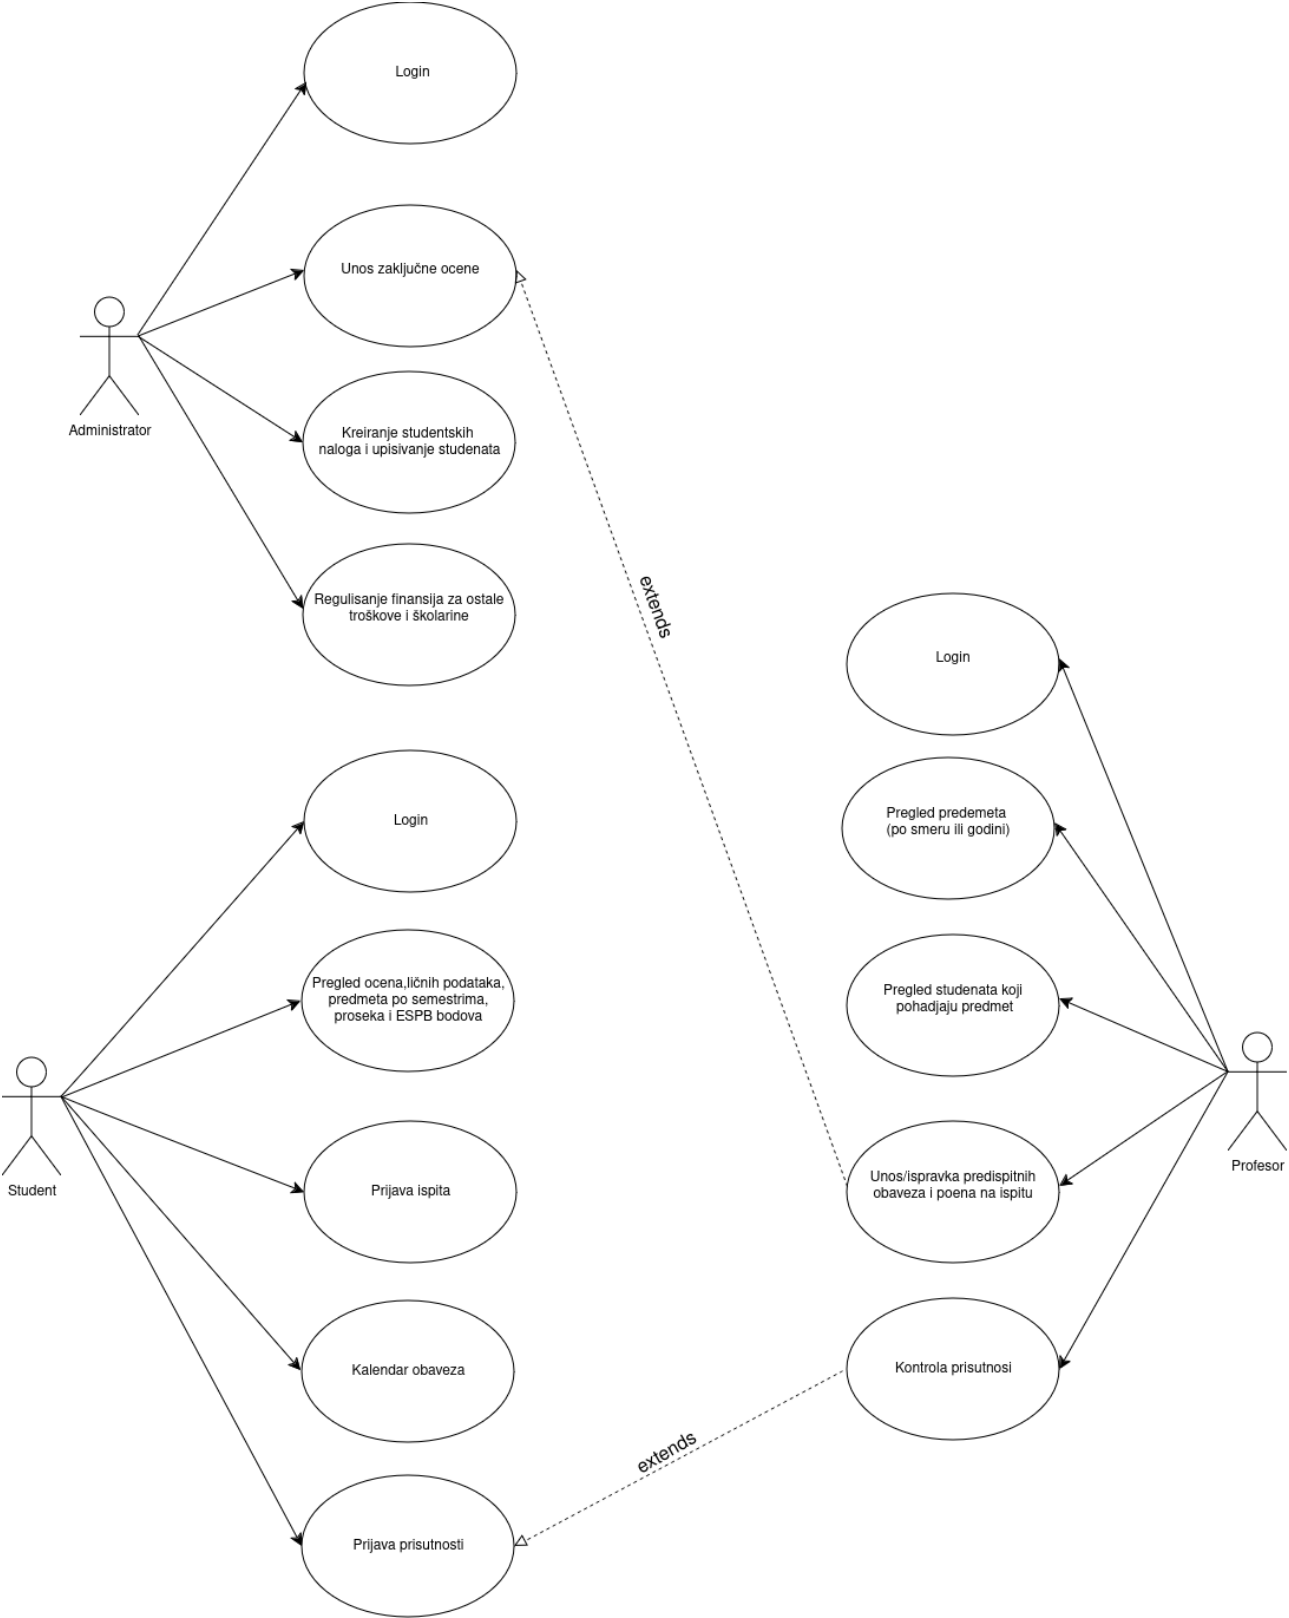 Login
Unos zaključne ocene
Administrator
Kreiranje studentskih
naloga i upisivanje studenata
Regulisanje finansija za ostale
troškove i školarine
extends
Login
Pregled ocena,ličnih podataka,
predmeta po semestrima,
proseka i ESPB bodova
Student
Prijava ispita
Kalendar obaveza
Prijava prisutnosti
extends
Login
Pregled predemeta
(po smeru ili godini)
Pregled studenata koji
pohadjaju predmet
Unos/ispravka predispitnih
obaveza i poena na ispitu
Kontrola prisutnosi
Profesor